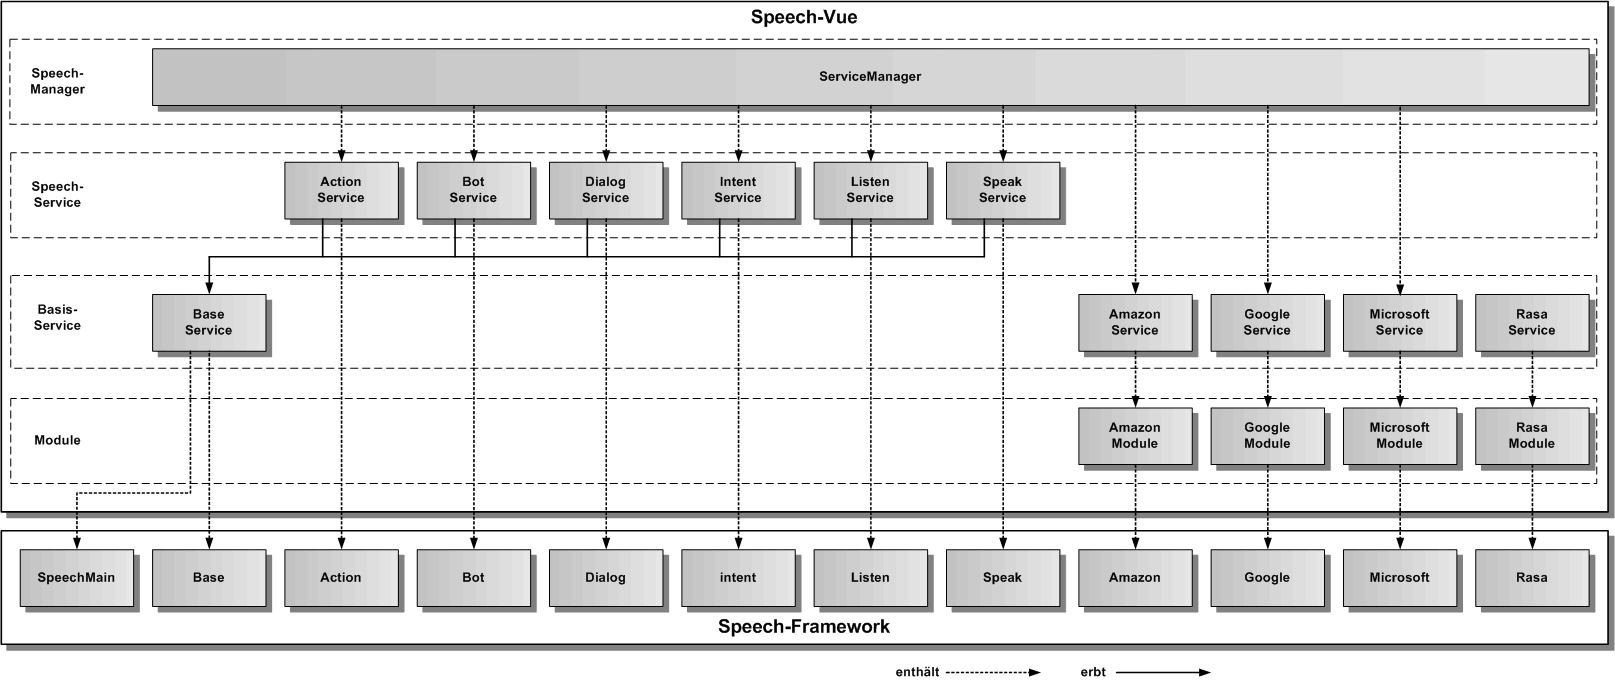 Speech-Vue
Speech-
Manager
ServiceManager
Speech-
Service
Action
Service
Bot
Service
Dialog
Service
Intent
Service
Listen
Service
Speak
Service
Basis-
Service
Base
Service
Amazon
Service
Google
Service
Microsoft
Service
Rasa
Service
Module
Amazon
Module
Google
Module
Microsoft
Module
Rasa
Module
SpeechMain
Base
Action
Bot
Dialog
intent
Listen
Speak
Amazon
Google
Microsoft
Rasa
Speech-Framework
enthält
erbt